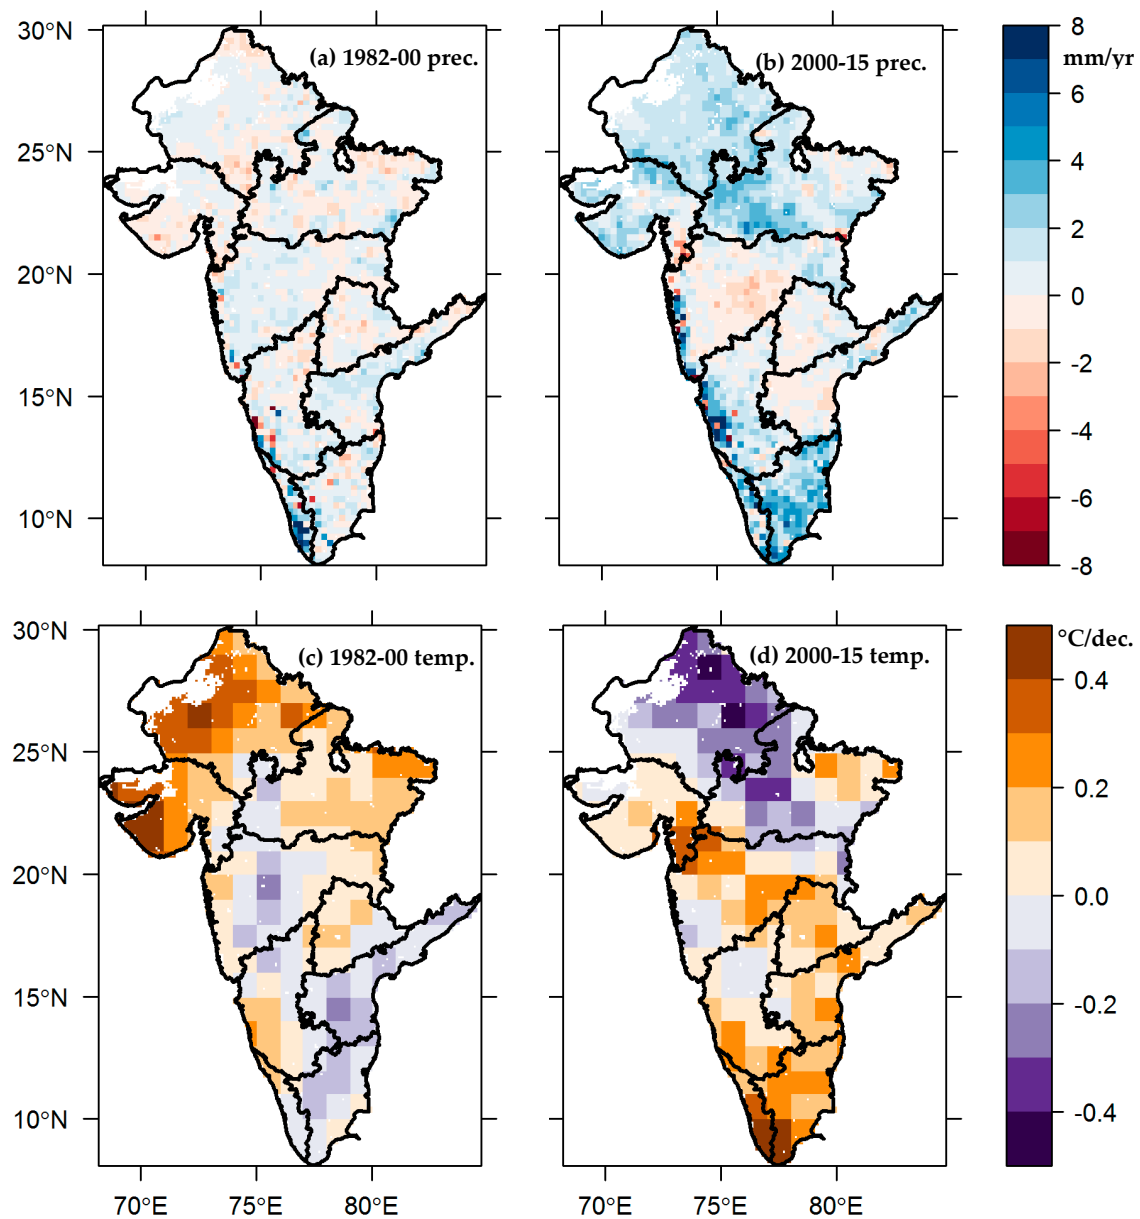 30°N
25°N
20°N
15°N
10°N
(a) 1982-00 prec.
(b) 2000-15 prec.
8
mm/yr
6
4
2
0
-2
-4
-6
-8
30°N
25°N
20°N
15°N
10°N
(c) 1982-00 temp.
(d) 2000-15 temp.
°C/dec.
0.4
0.2
0.0
-0.2
-0.4
70°E 75°E 80°E 70°E 75°E 80°E